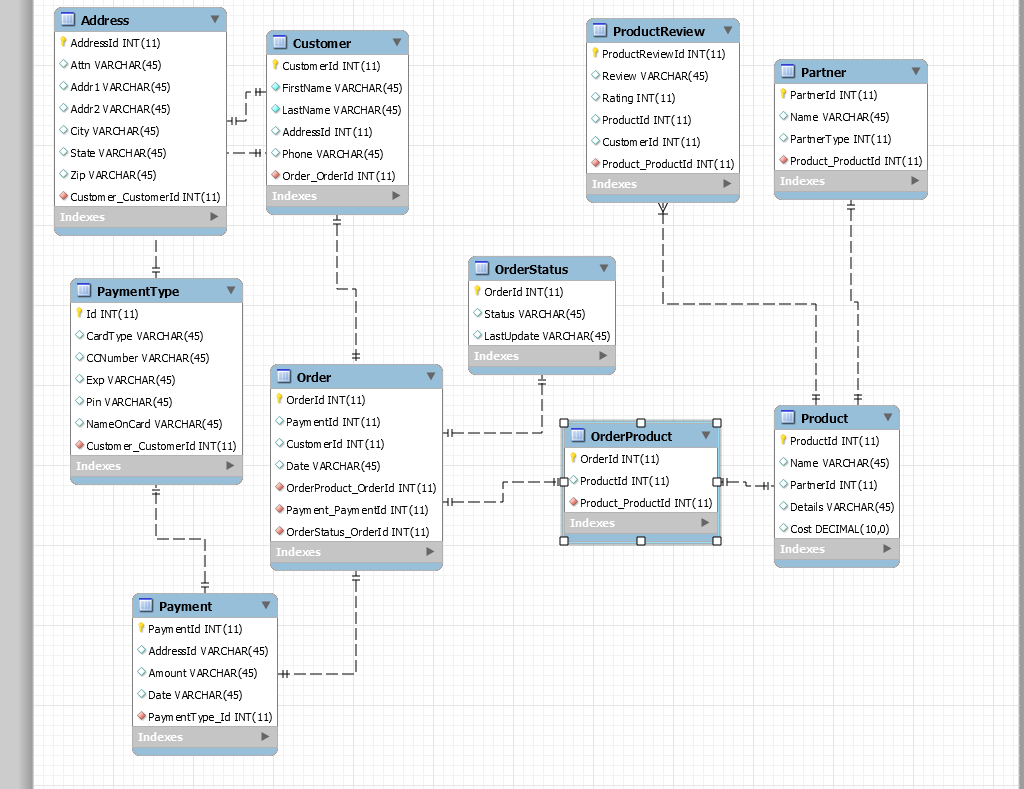 Address
AddressId INT(11)
Attn VARCHAR(45)
Addr1 VARCHAR(45)
Addr2 VARCHAR(45)
City VARCHAR(45)
State VARCHAR(45)
Zip VARCHAR(45)
Customer_CustomerId INT(11)
Indexes
Customer
CustomerId INT(11)
FirstName VARCHAR(45)
LastName VARCHAR(45)
AddressId INT(11)
Phone VARCHAR(45)
Order_OrderId INT(11)
Indexes
ProductReview
ProductReviewId INT(11)
Review VARCHAR(45)
Rating INT(11)
ProductId INT(11)
CustomerId INT(11)
Product_ProductId INT(11)
Indexes
Partner
PartnerId INT(11)
Name VARCHAR(45)
PartnerType INT(11)
Product_ProductId INT(11)
Indexes
PaymentType
Id INT(11)
CardType VARCHAR(45)
CCNumber VARCHAR(45)
Exp VARCHAR(45)
Pin VARCHAR(45)
NameOnCard VARCHAR(45)
Customer_CustomerId INT(11)
Indexes
OrderStatus
OrderId INT(11)
Status VARCHAR(45)
LastUpdate VARCHAR(45)
Indexes
Order
OrderId INT(11)
PaymentId INT(11)
CustomerId INT(11)
Date VARCHAR(45)
OrderProduct_OrderId INT(11)
Payment_PaymentId INT(11)
OrderStatus_OrderId INT(11)
Indexes
OrderProduct
OrderId INT(11)
ProductId INT(11)
Product_ProductId INT(11)
Indexes
Product
ProductId INT(11)
Name VARCHAR(45)
PartnerId INT(11)
Details VARCHAR(45)
Cost DECIMAL(10,0)
Indexes
Payment
PaymentId INT(11)
AddressId VARCHAR(45)
Amount VARCHAR(45)
Date VARCHAR(45)
PaymentType_Id INT(11)
Indexes